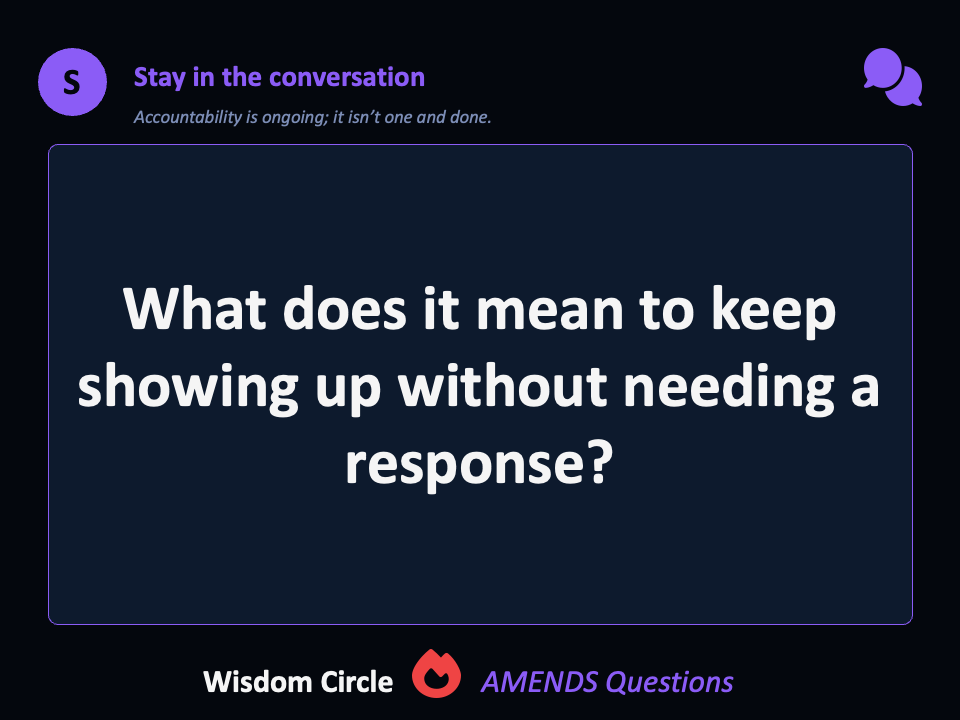 S
Stay in the conversation
Accountability is ongoing; it isn’t one and done.
What does it mean to keep
showing up without needing a
response?
Wisdom Circle
AMENDS Questions